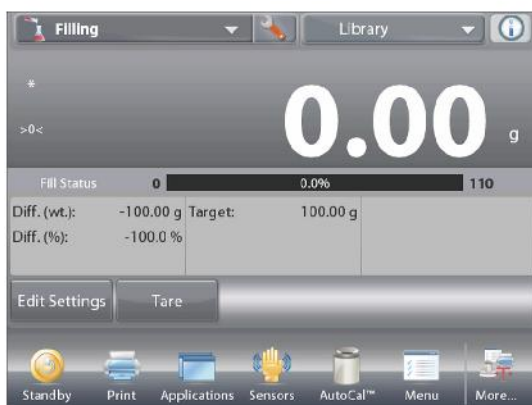 Filling Library
*
>0< 0.00 g
Fill Status 0 0.0% 110
Diff. (wt.): -100.00 g Target: 100.00 g
Diff. (%): -100.0 %
Edit Settings Tare
Standby Print Applications Sensors AutoCal™ Menu More...